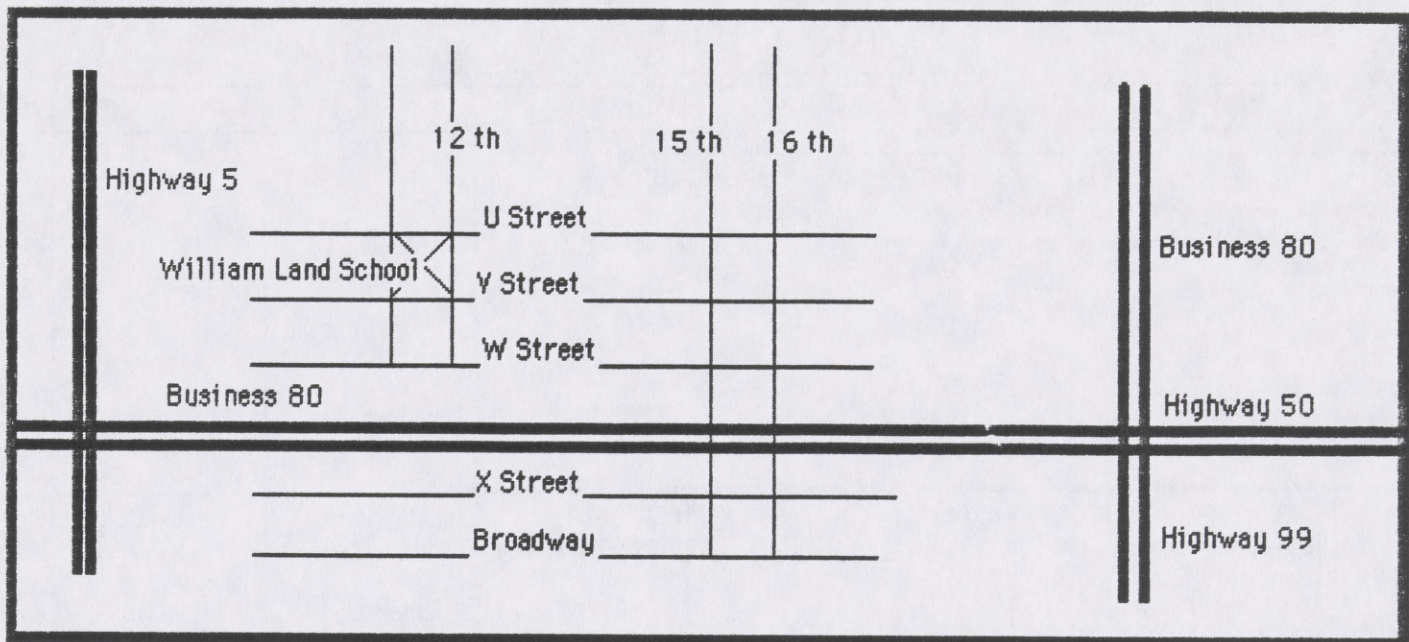 12 th
15 th
16 th
Highway 5
U Street
Business 80
William Land School
V Street
W Street
Business 80
Highway 50
X Street
Broadway
Highway 99